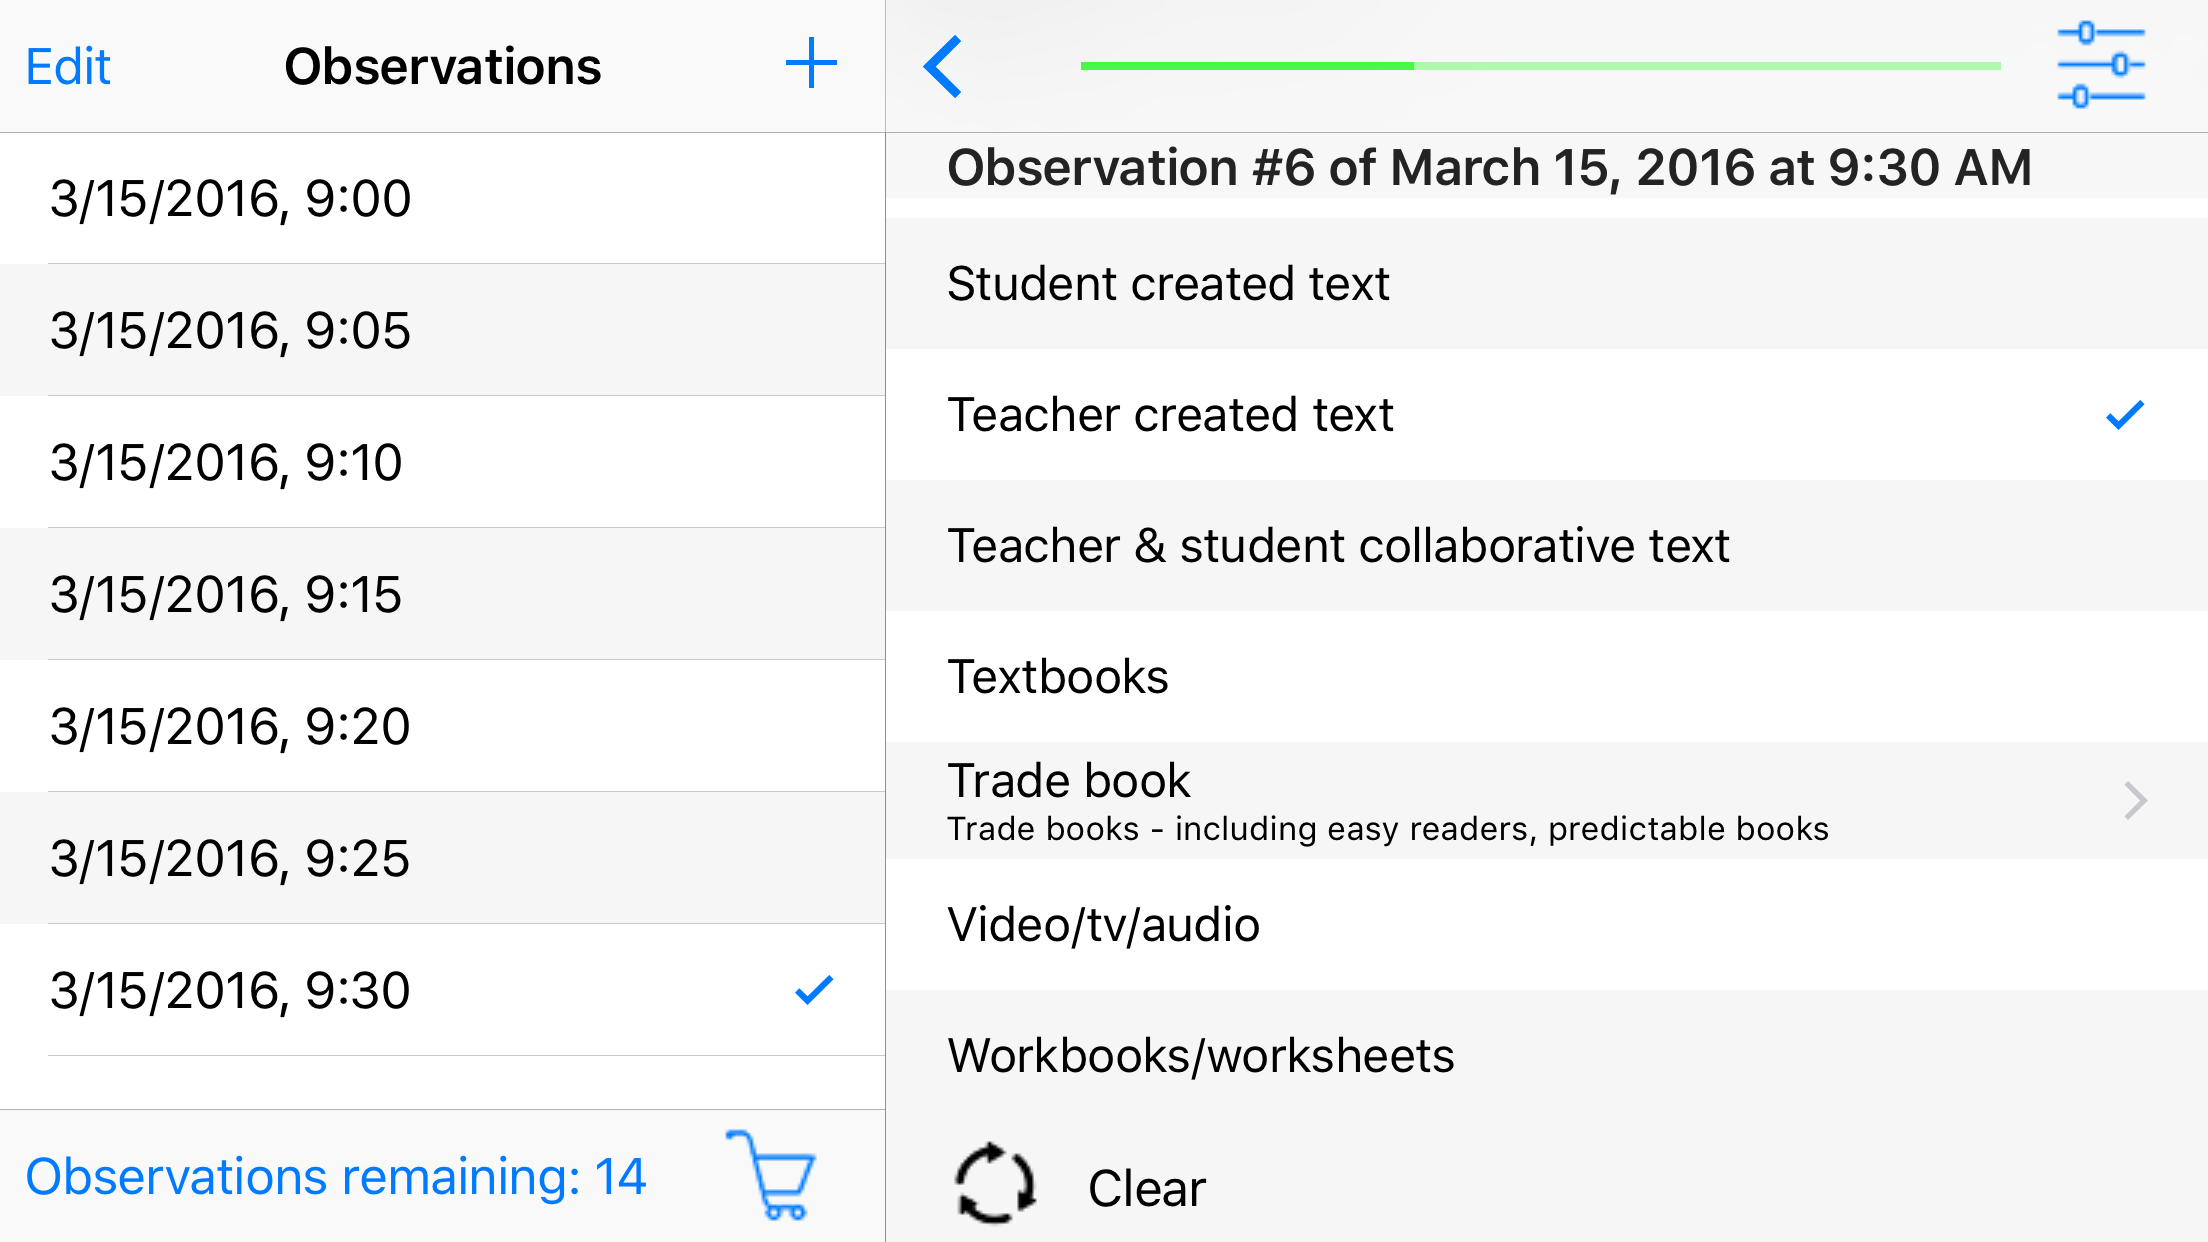 Edit
Observations
3/15/2016, 9:00
3/15/2016, 9:05
3/15/2016, 9:10
3/15/2016, 9:15
3/15/2016, 9:20
3/15/2016, 9:25
3/15/2016, 9:30
Observations remaining: 14
Observation #6 of March 15, 2016 at 9:30 AM
Student created text
Teacher created text
Teacher & student collaborative text
Textbooks
Trade book
Trade books - including easy readers, predictable books
Video/tv/audio
Workbooks/worksheets
Clear